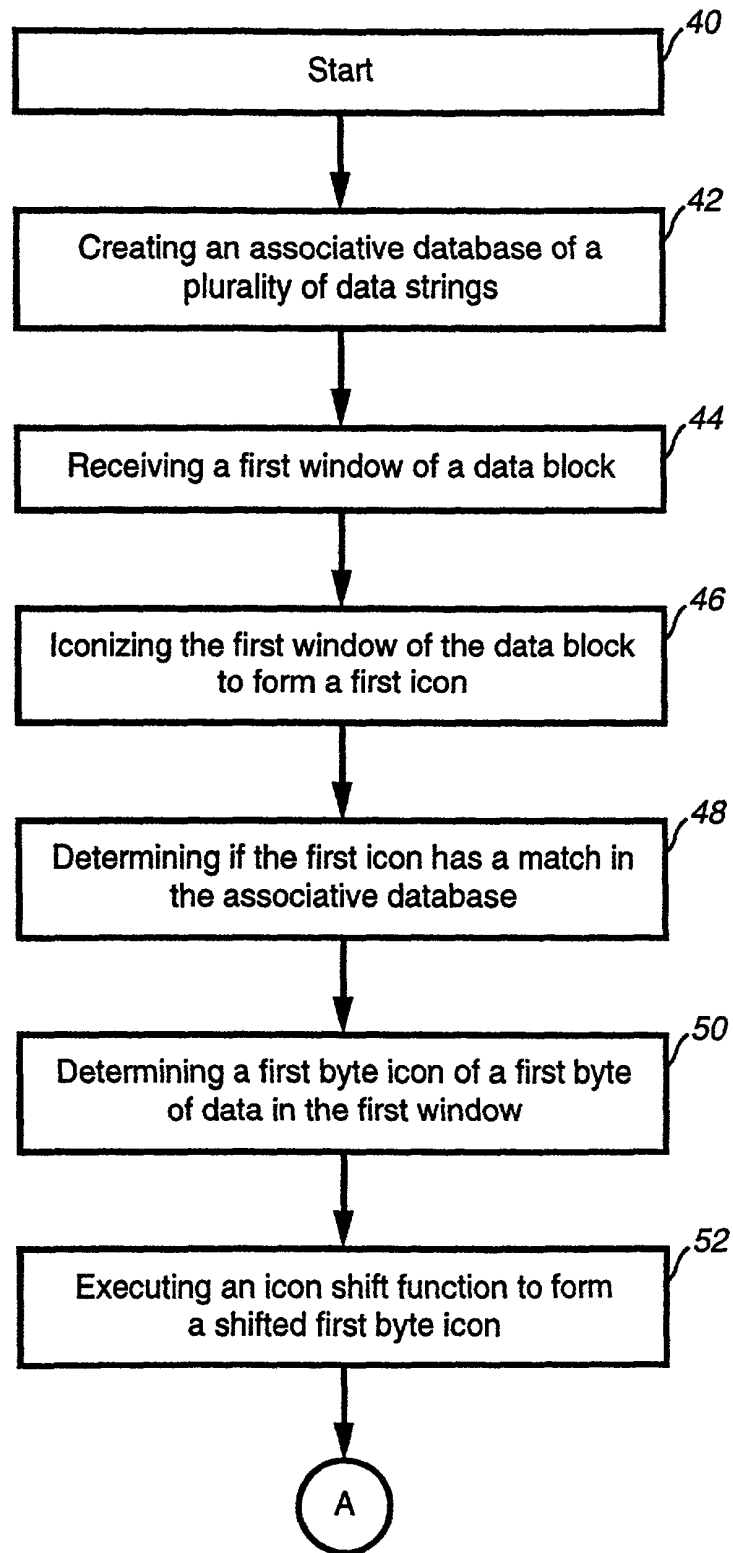 40
Start
42
Creating an associative database of a
plurality of data strings
44
Receiving a first window of a data block
46
Iconizing the first window of the data block
to form a first icon
48
Determining if the first icon has a match in
the associative database
50
Determining a first byte icon of a first byte
of data in the first window
52
Executing an icon shift function to form
a shifted first byte icon
A